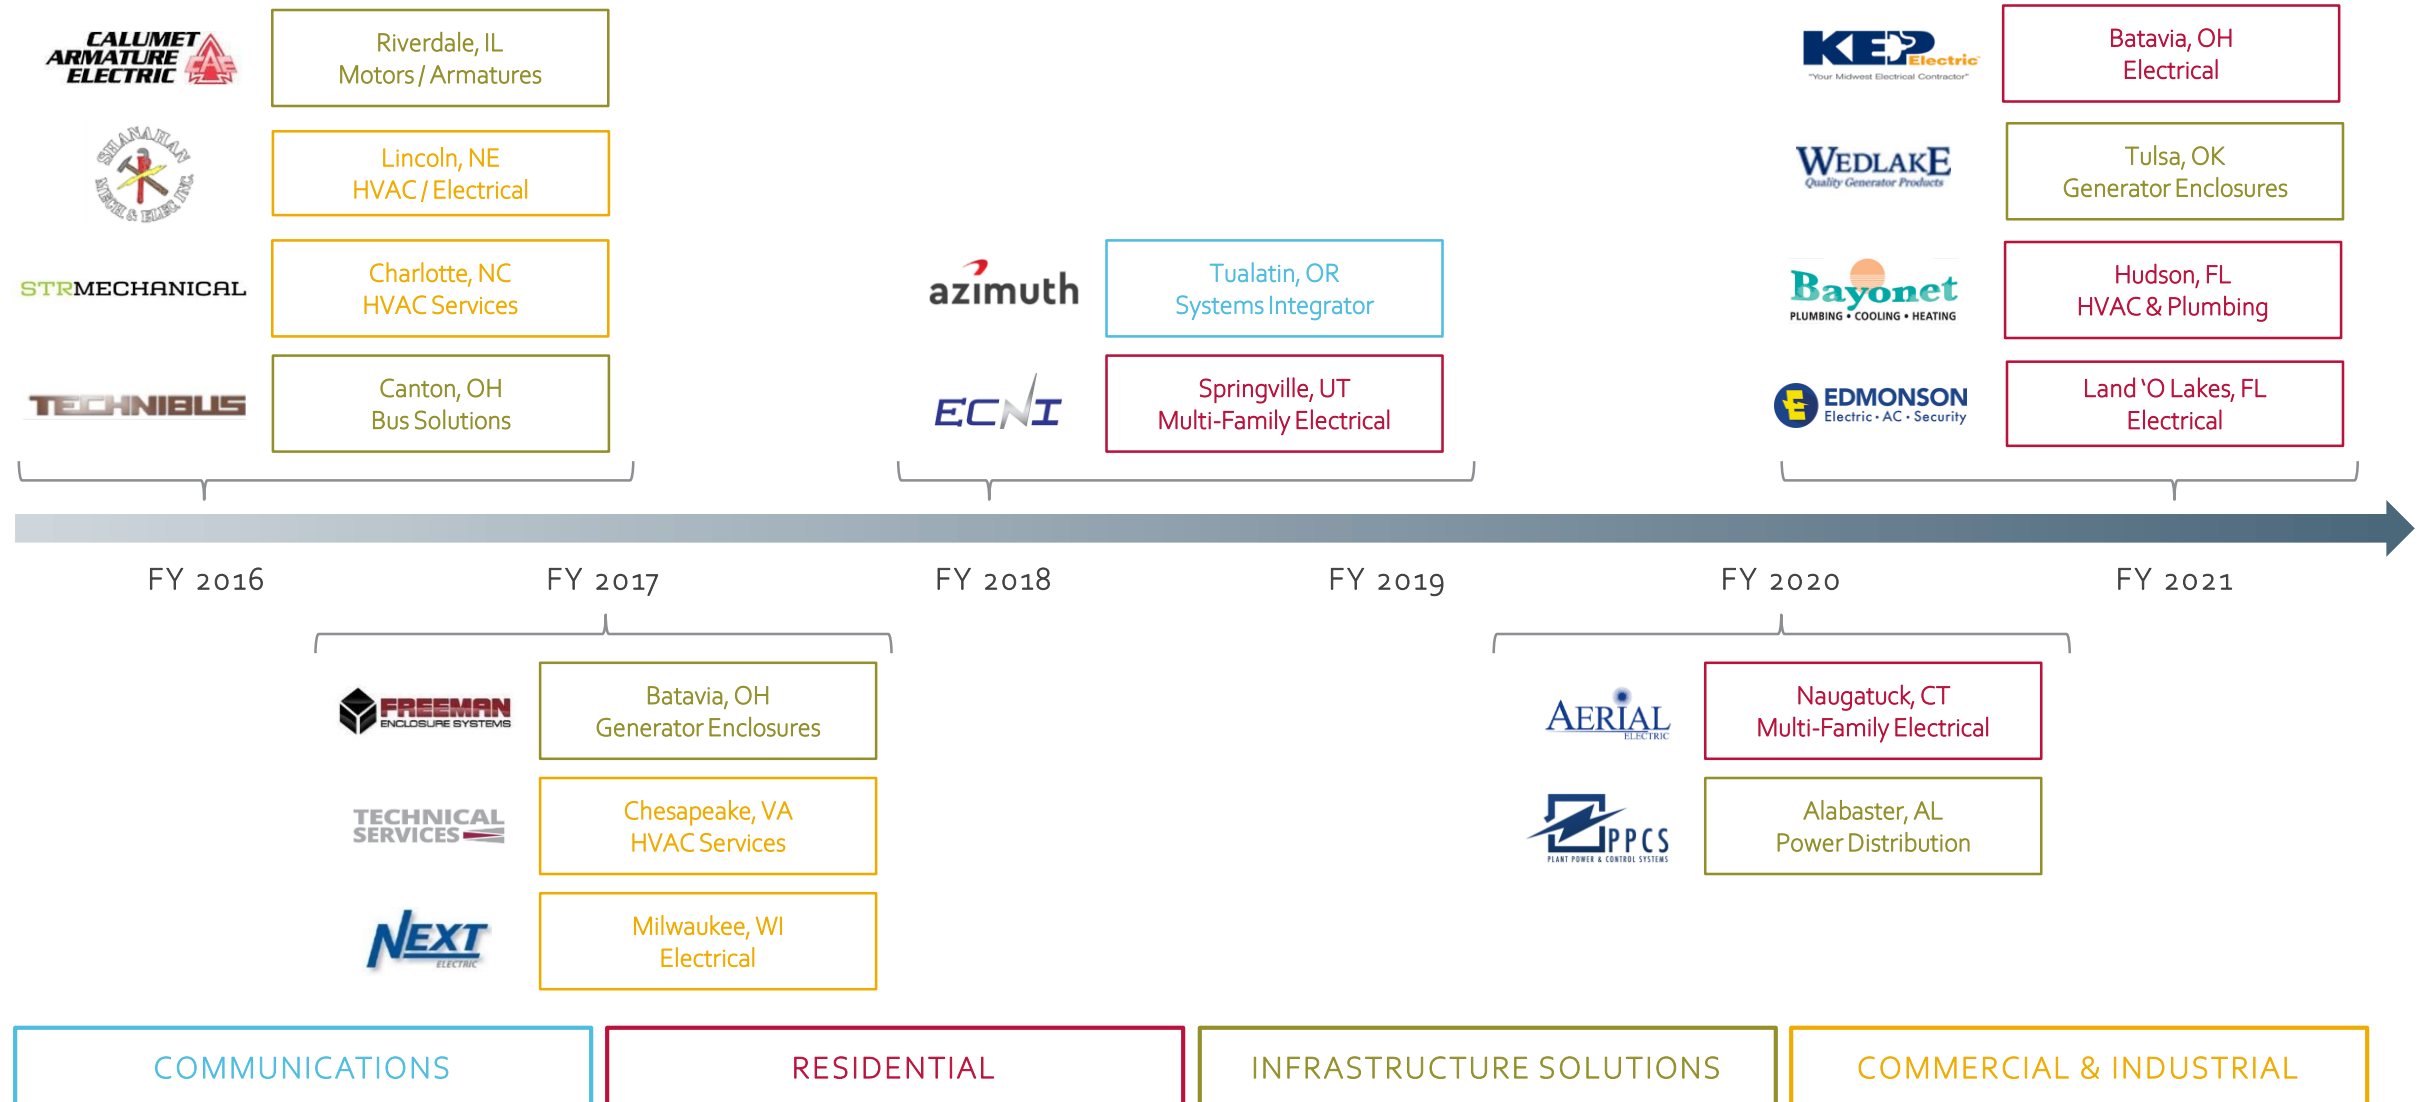 CALUMET
ARMATURE
ELECTRIC
CAE
Riverdale, IL
Motors / Armatures
SHANAHAN
MECH & ELEC INC.
Lincoln, NE
HVAC / Electrical
STRMECHANICAL
Charlotte, NC
HVAC Services
TECHNIBUS
Canton, OH
Bus Solutions
azimuth
Tualatin, OR
Systems Integrator
ECNI
Springville, UT
Multi-Family Electrical
KEP
Electric
"Your Midwest Electrical Contractor"
Batavia, OH
Electrical
WEDLAKE
Quality Generator Products
Tulsa, OK
Generator Enclosures
Bayonet
PLUMBING • COOLING • HEATING
Hudson, FL
HVAC & Plumbing
EDMONSON
Electric • AC • Security
Land ‘O Lakes, FL
Electrical
FY 2016
FY 2017
FY 2018
FY 2019
FY 2020
FY 2021
FREEMAN
ENCLOSURE SYSTEMS
Batavia, OH
Generator Enclosures
TECHNICAL
SERVICES
Chesapeake, VA
HVAC Services
NEXT
ELECTRIC
Milwaukee, WI
Electrical
AERIAL
ELECTRIC
Naugatuck, CT
Multi-Family Electrical
PPCS
PLANT POWER & CONTROL SYSTEMS
Alabaster, AL
Power Distribution
COMMUNICATIONS
RESIDENTIAL
INFRASTRUCTURE SOLUTIONS
COMMERCIAL & INDUSTRIAL